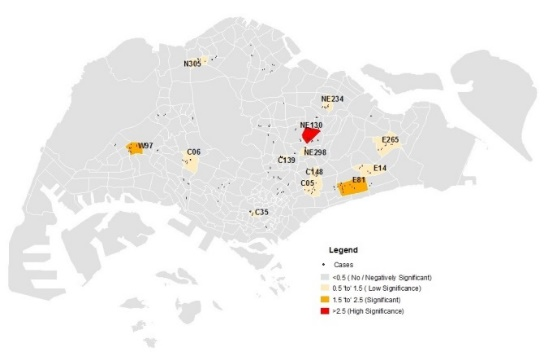 N305
NE234
NE130
W97
C06
E265
NE298
C139
C148
E14
C05
E81
C35
Legend
Cases
<0.5 ( No / Negatively Significant)
0.5 'to' 1.5 ( Low Significance)
1.5 'to' 2.5 (Significant)
>2.5 (High Significance)